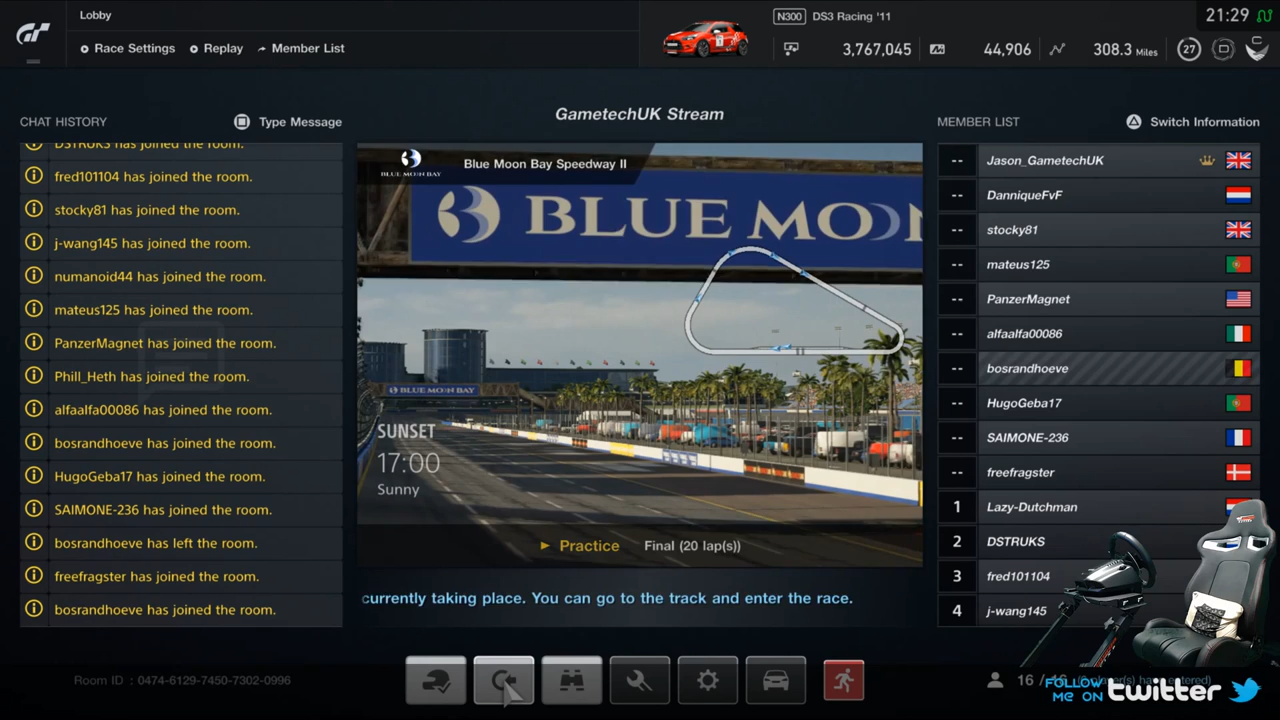 Lobby
Race Settings
Replay
Member List
N300 DS3 Racing '11
3,767,045
44,906
308.3 Miles
27
21:29
CHAT HISTORY
Type Message
DSTRUKS has joined the room.
fred101104 has joined the room.
stocky81 has joined the room.
j-wang145 has joined the room.
numanoid44 has joined the room.
mateus125 has joined the room.
PanzerMagnet has joined the room.
Phill_Heth has joined the room.
alfaalfa00086 has joined the room.
bosrandhoeve has joined the room.
HugoGeba17 has joined the room.
SAIMONE-236 has joined the room.
bosrandhoeve has left the room.
freefragster has joined the room.
bosrandhoeve has joined the room.
GametechUK Stream
BLUE MOON BAY
Blue Moon Bay Speedway II
BLUE MOON
BLUE MOON BAY
SUNSET
17:00
Sunny
Practice
Final (20 lap(s))
currently taking place. You can go to the track and enter the race.
MEMBER LIST
Switch Information
-- Jason_GametechUK
-- DanniqueFvF
-- stocky81
-- mateus125
-- PanzerMagnet
-- alfaalfa00086
-- bosrandhoeve
-- HugoGeba17
-- SAIMONE-236
-- freefragster
1 Lazy-Dutchman
2 DSTRUKS
3 fred101104
4 j-wang145
Room ID : 0474-6129-7450-7302-0996
16
FOLLOW
ME ON
twitter